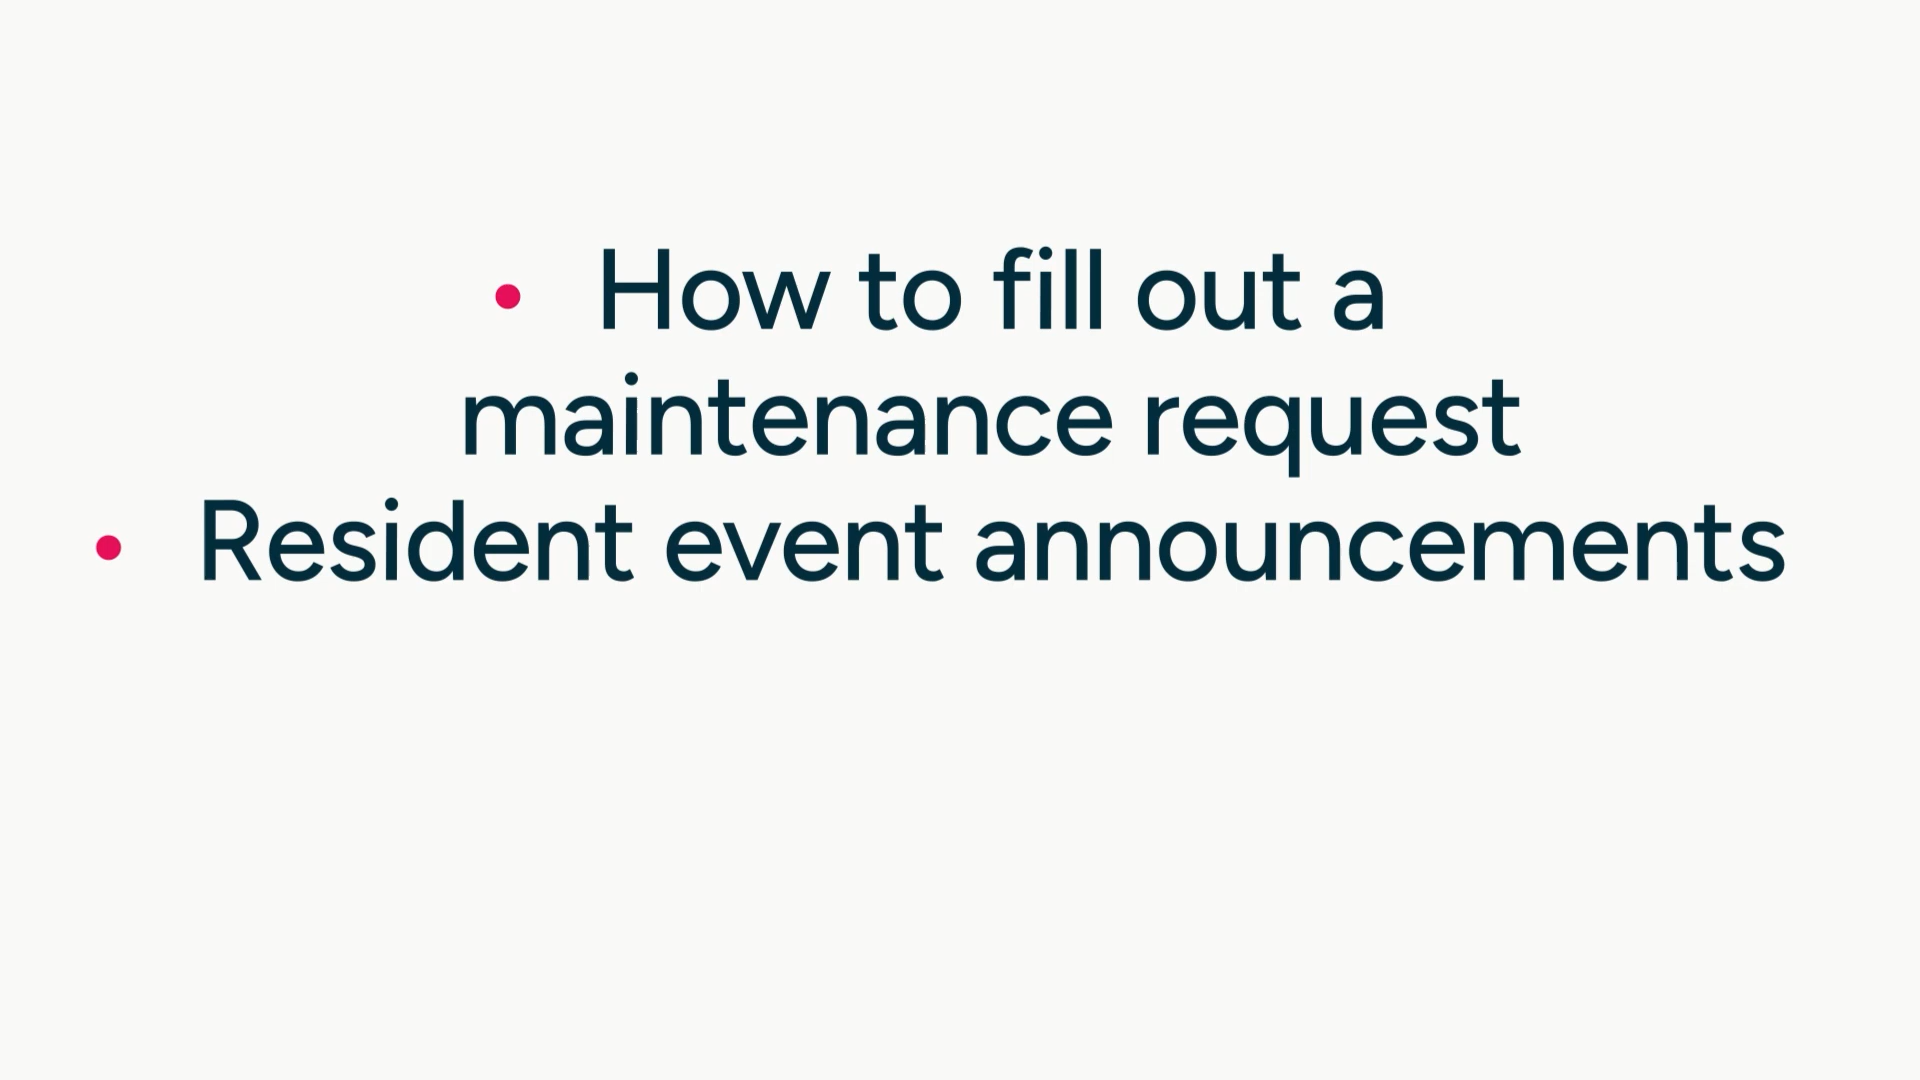 • How to fill out a
maintenance request
• Resident event announcements